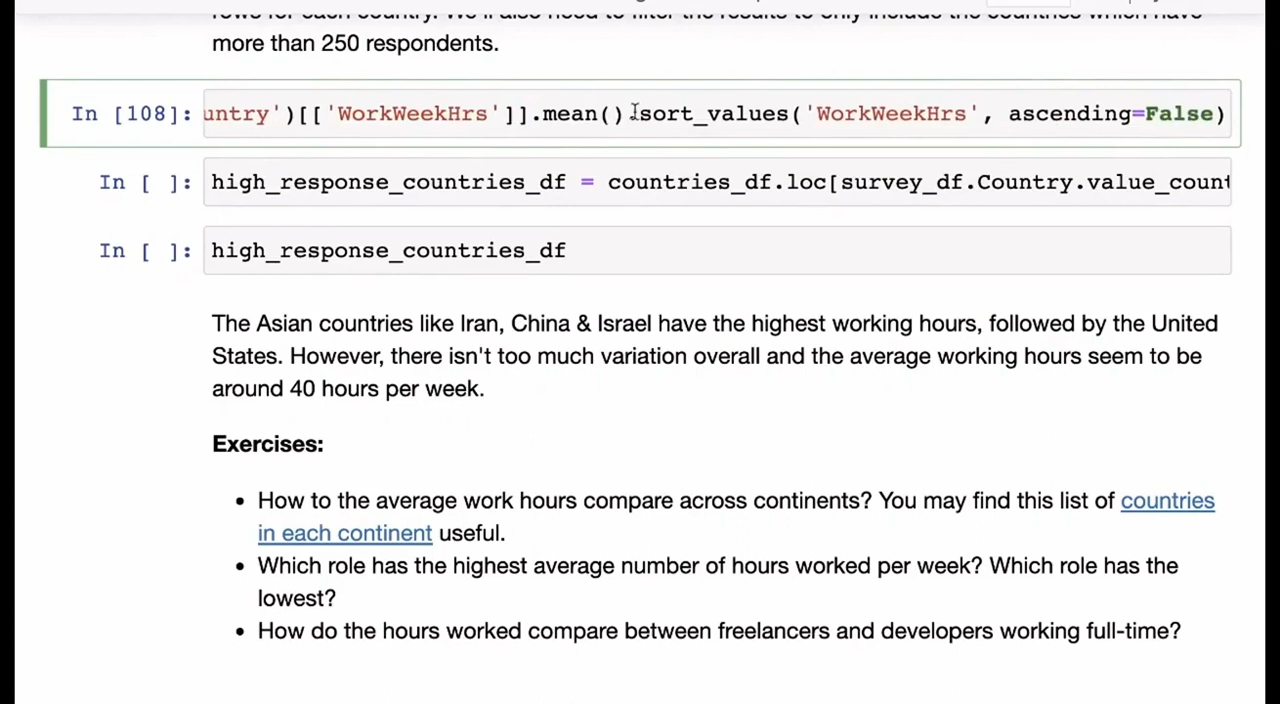 more than 250 respondents.
In [108]: untry')[['WorkWeekHrs']].mean().sort_values('WorkWeekHrs', ascending=False)
In [ ]: high_response_countries_df = countries_df.loc[survey_df.Country.value_count
In [ ]: high_response_countries_df
The Asian countries like Iran, China & Israel have the highest working hours, followed by the United
States. However, there isn't too much variation overall and the average working hours seem to be
around 40 hours per week.
Exercises:
• How to the average work hours compare across continents? You may find this list of countries
in each continent useful.
• Which role has the highest average number of hours worked per week? Which role has the
lowest?
• How do the hours worked compare between freelancers and developers working full-time?